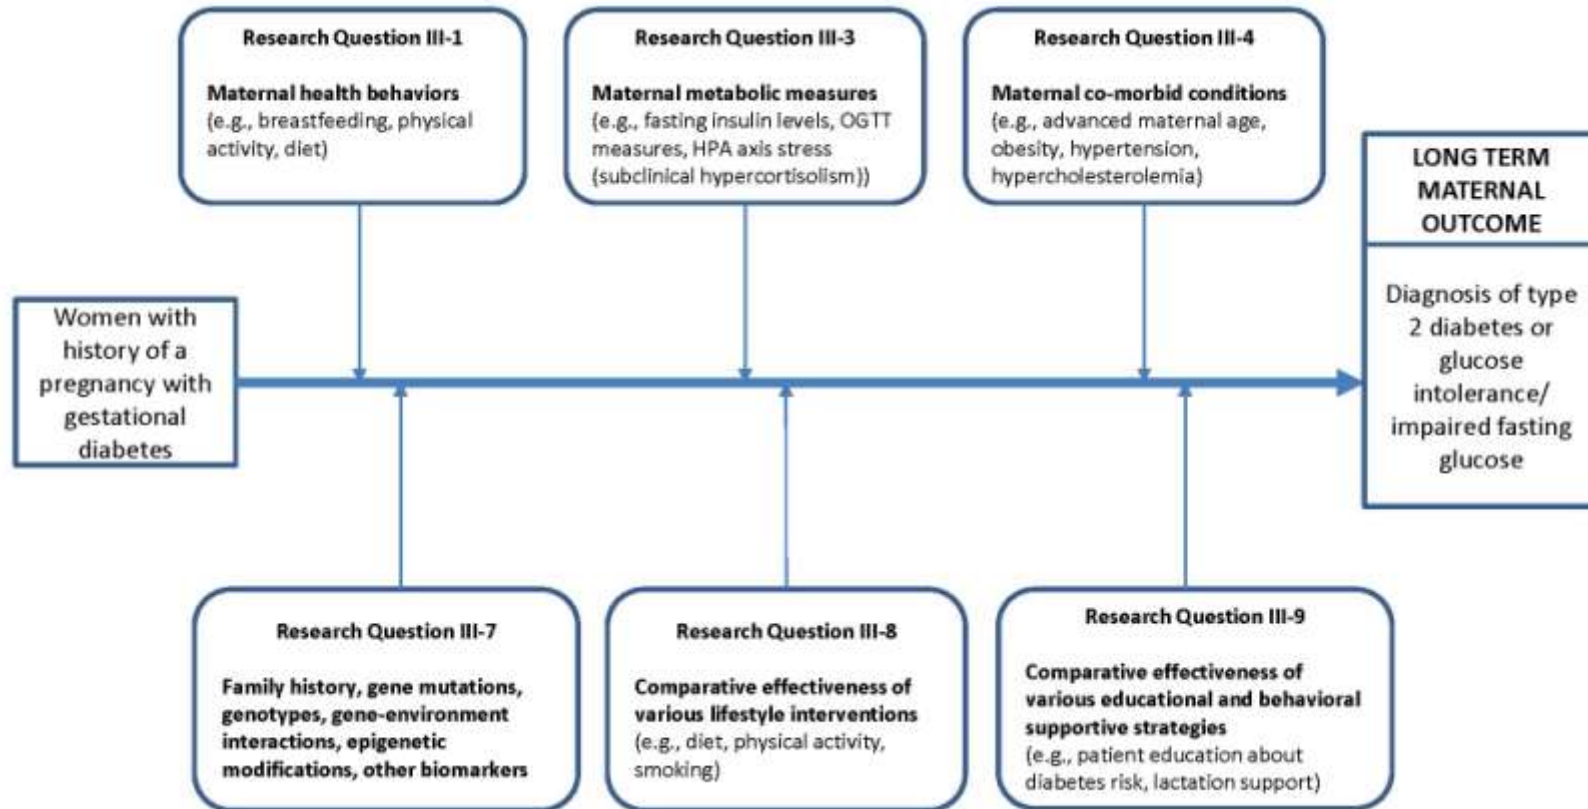 Research Question III-1
Maternal health behaviors
(e.g., breastfeeding, physical
activity, diet)
Research Question III-3
Maternal metabolic measures
(e.g., fasting insulin levels, OGTT
measures, HPA axis stress
(subclinical hypercortisolism))
Research Question III-4
Maternal co-morbid conditions
(e.g., advanced maternal age,
obesity, hypertension,
hypercholesterolemia)
LONG TERM
MATERNAL
OUTCOME
Diagnosis of type
2 diabetes or
glucose
intolerance/
impaired fasting
glucose
Women with
history of a
pregnancy with
gestational
diabetes
Research Question III-7
Family history, gene mutations,
genotypes, gene-environment
interactions, epigenetic
modifications, other biomarkers
Research Question III-8
Comparative effectiveness of
various lifestyle interventions
(e.g., diet, physical activity,
smoking)
Research Question III-9
Comparative effectiveness of
various educational and behavioral
supportive strategies
(e.g., patient education about
diabetes risk, lactation support)